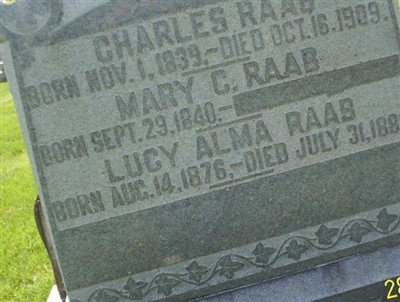 CHARLES RAAB
BORN NOV. 1, 1839.–DIED OCT. 16, 1909.
MARY C. RAAB
BORN SEPT. 29, 1840.–
LUCY ALMA RAAB
BORN AUG. 14, 1876.–DIED JULY 31, 188